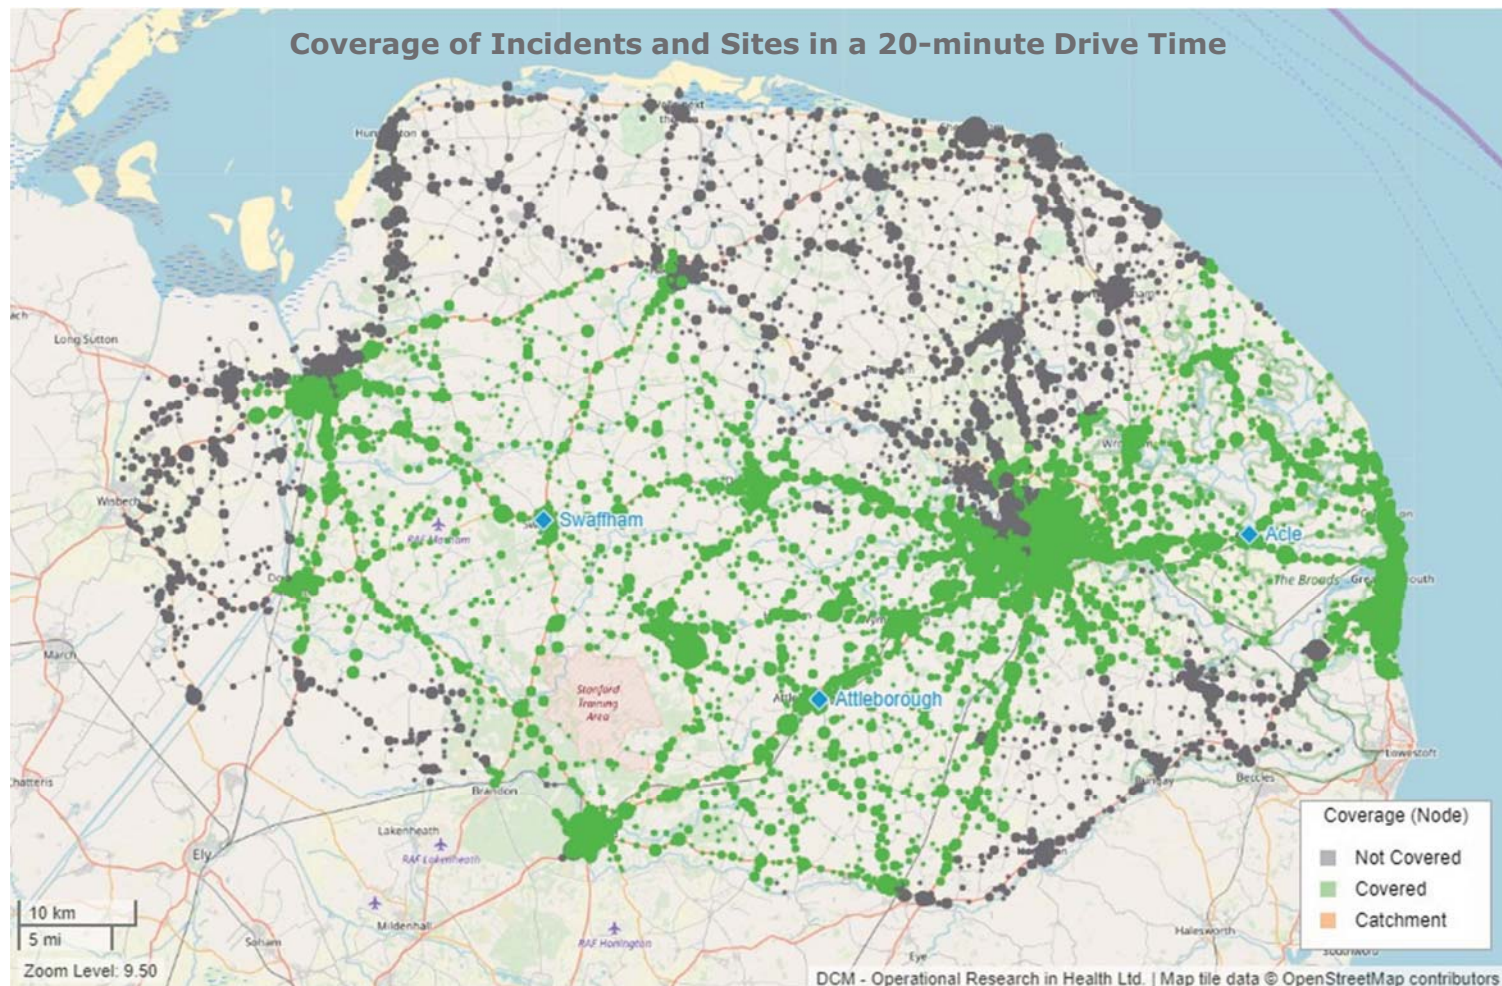 Coverage of Incidents and Sites in a 20-minute Drive Time
Long Sutton
Wisbech
Swaffham
RAF Marham
Acle
The Broads
March
Stanford
Training
Area
Attleborough
Lowestoft
Bungay
Beccles
Brandon
Lakenheath
RAF Lakenheath
Ely
Mildenhall
Soham
RAF Honington
Eye
Halesworth
Coverage (Node)
Not Covered
Covered
Catchment
10 km
5 mi
Zoom Level: 9.50
DCM - Operational Research in Health Ltd. | Map tile data © OpenStreetMap contributors